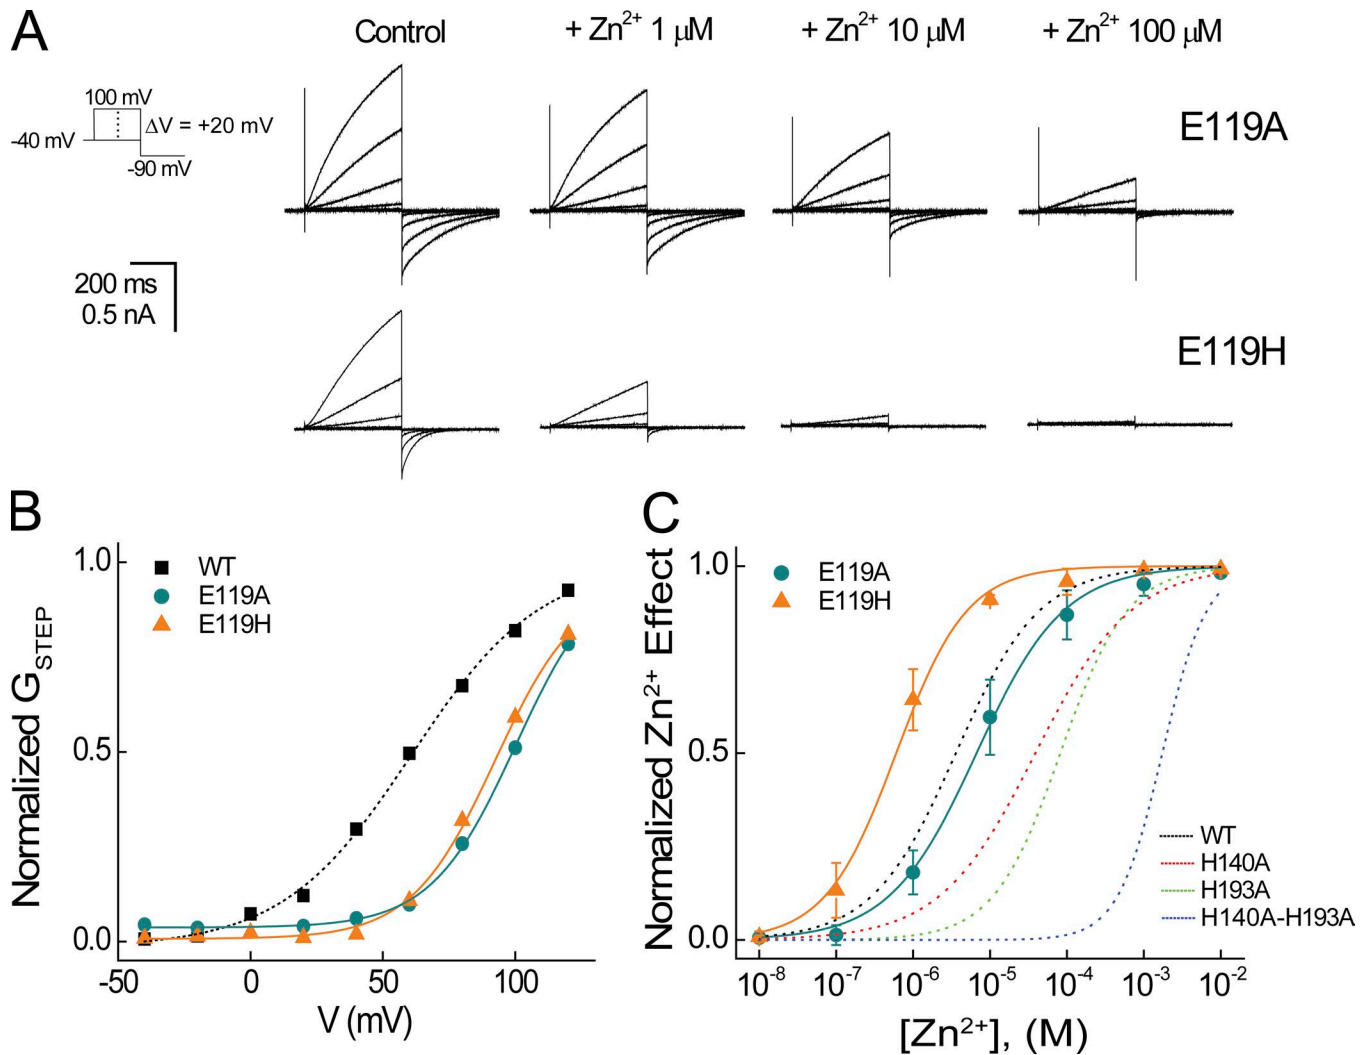 A
Control
+ Zn²⁺ 1 μM
+ Zn²⁺ 10 μM
+ Zn²⁺ 100 μM
100 mV
-40 mV
ΔV = +20 mV
-90 mV
E119A
200 ms
0.5 nA
E119H
B
1.0
0.5
0.0
Normalized G_STEP
WT
E119A
E119H
-50
0
50
100
V (mV)
C
1.0
0.5
0.0
Normalized Zn²⁺ Effect
E119A
E119H
WT
H140A
H193A
H140A-H193A
10⁻⁸
10⁻⁷
10⁻⁶
10⁻⁵
10⁻⁴
10⁻³
10⁻²
[Zn²⁺], (M)